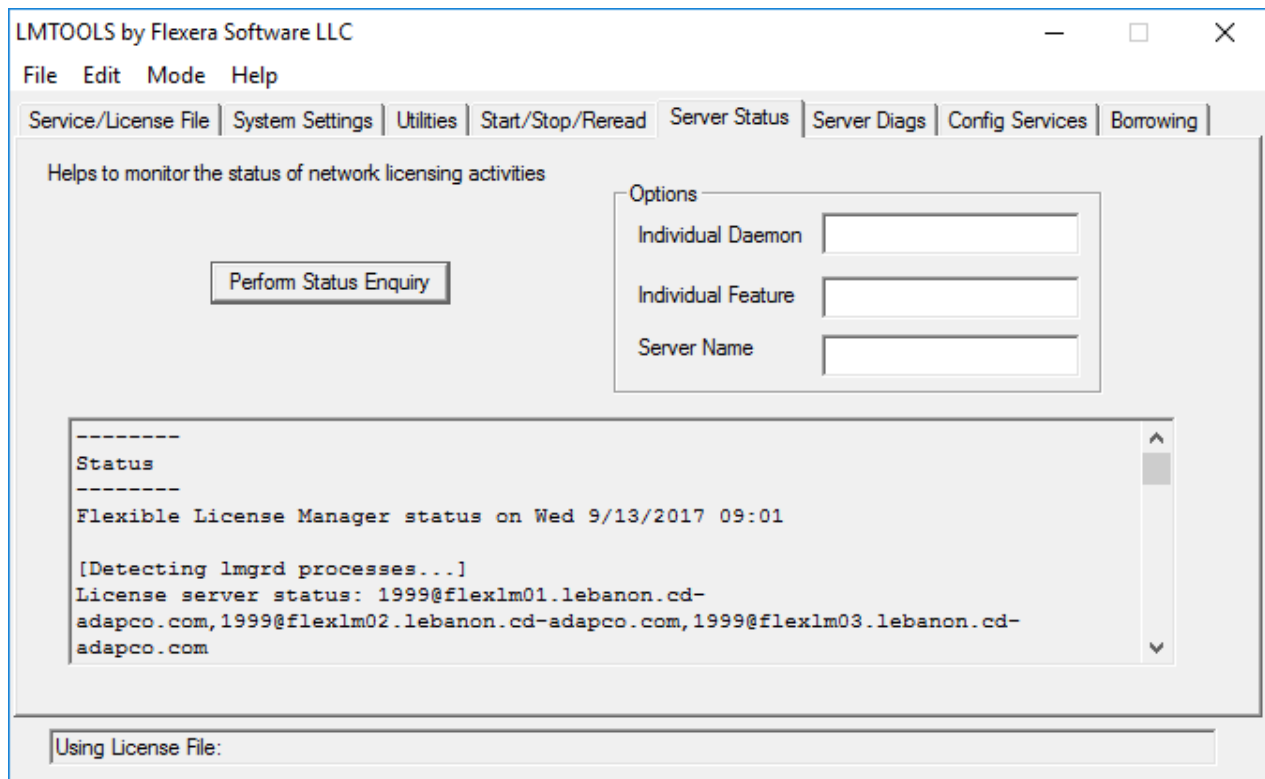 LMTOOLS by Flexera Software LLC
File Edit Mode Help
Service/License File System Settings Utilities Start/Stop/Reread Server Status Server Diags Config Services Borrowing
Helps to monitor the status of network licensing activities
Options
Individual Daemon
Perform Status Enquiry
Individual Feature
Server Name
--------
Status
--------
Flexible License Manager status on Wed 9/13/2017 09:01
[Detecting lmgrd processes...]
License server status: 1999@flexlm01.lebanon.cd-
adapco.com,1999@flexlm02.lebanon.cd-adapco.com,1999@flexlm03.lebanon.cd-
adapco.com
Using License File: